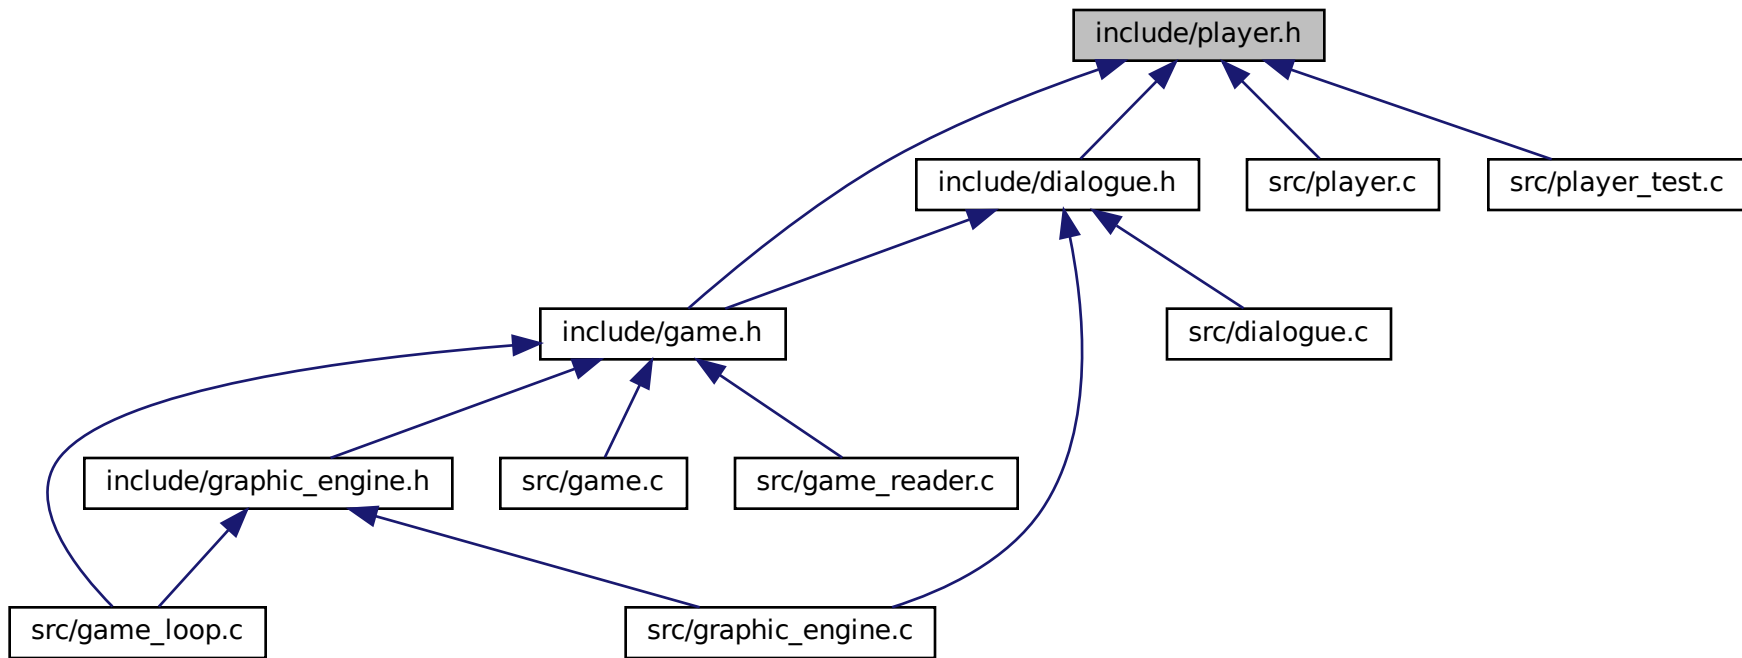 include/player.h
include/dialogue.h
src/player.c
src/player_test.c
include/game.h
src/dialogue.c
include/graphic_engine.h
src/game.c
src/game_reader.c
src/game_loop.c
src/graphic_engine.c